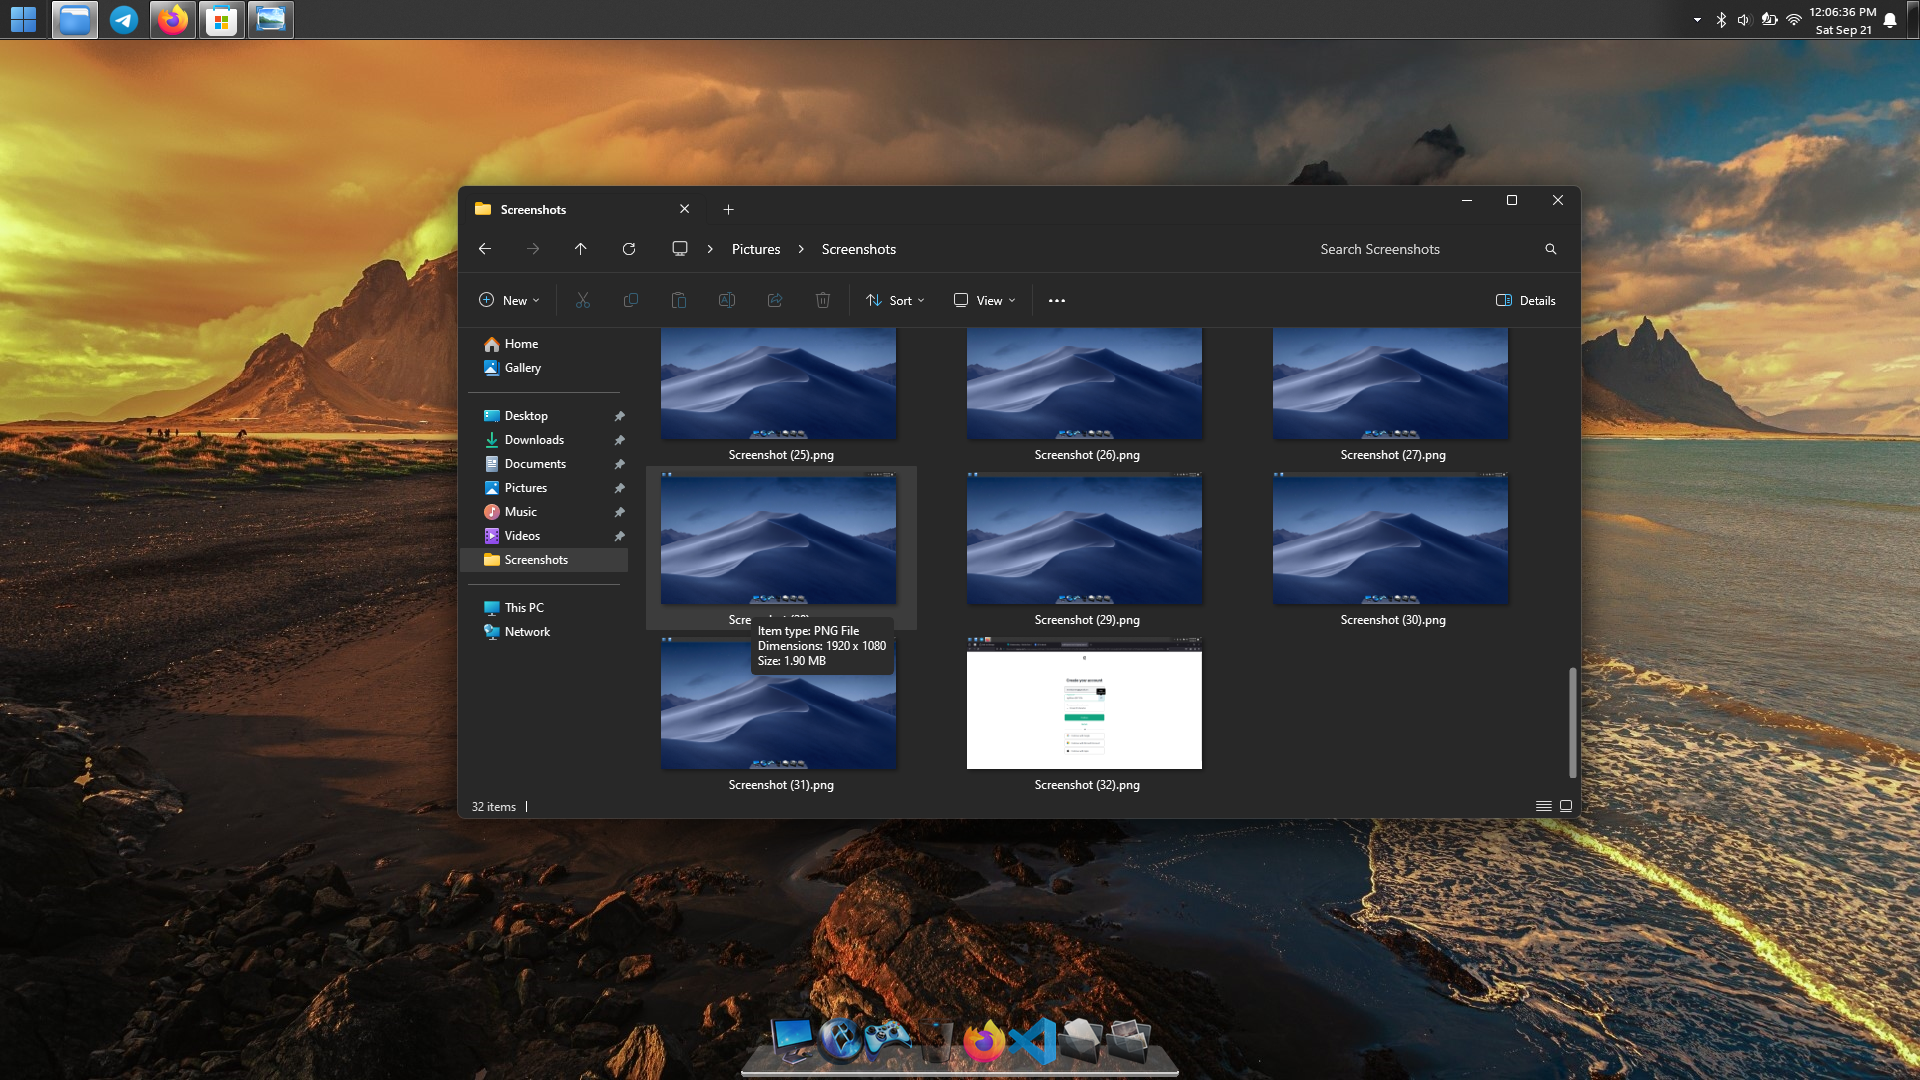 12:06:36 PM
Sat Sep 21
Screenshots
Pictures
Screenshots
Search Screenshots
New
Sort
View
Details
Home
Gallery
Desktop
Downloads
Documents
Pictures
Music
Videos
Screenshots
This PC
Network
Screenshot (25).png
Screenshot (26).png
Screenshot (27).png
Screenshot (29).png
Screenshot (30).png
Item type: PNG File
Dimensions: 1920 x 1080
Size: 1.90 MB
Create your account
Screenshot (31).png
Screenshot (32).png
32 items